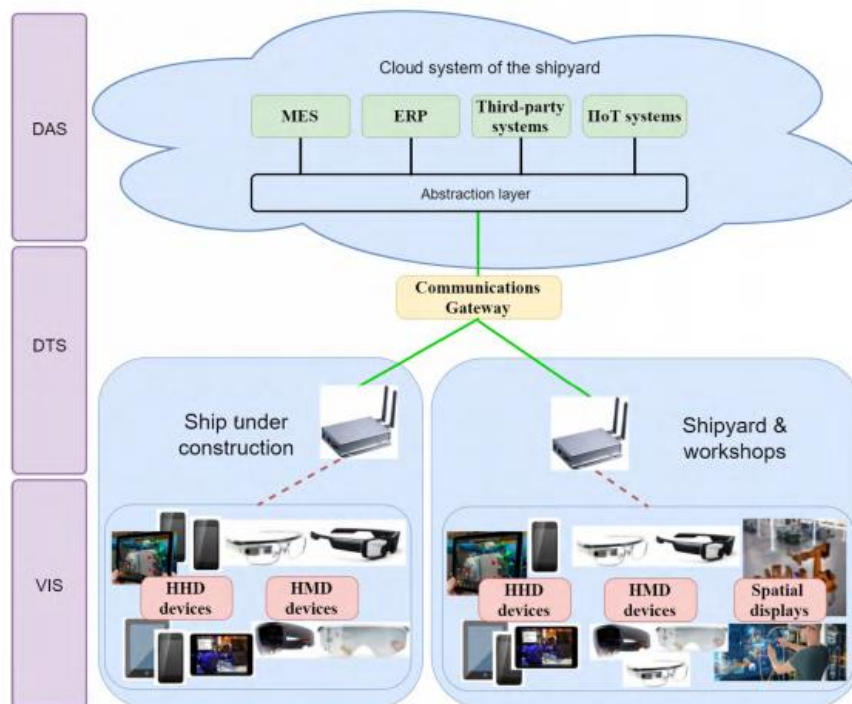 DAS
Cloud system of the shipyard
MES
ERP
Third-party
systems
IIoT systems
Abstraction layer
DTS
Communications
Gateway
Ship under
construction
Shipyard &
workshops
VIS
HHD
devices
HMD
devices
HHD
devices
HMD
devices
Spatial
displays